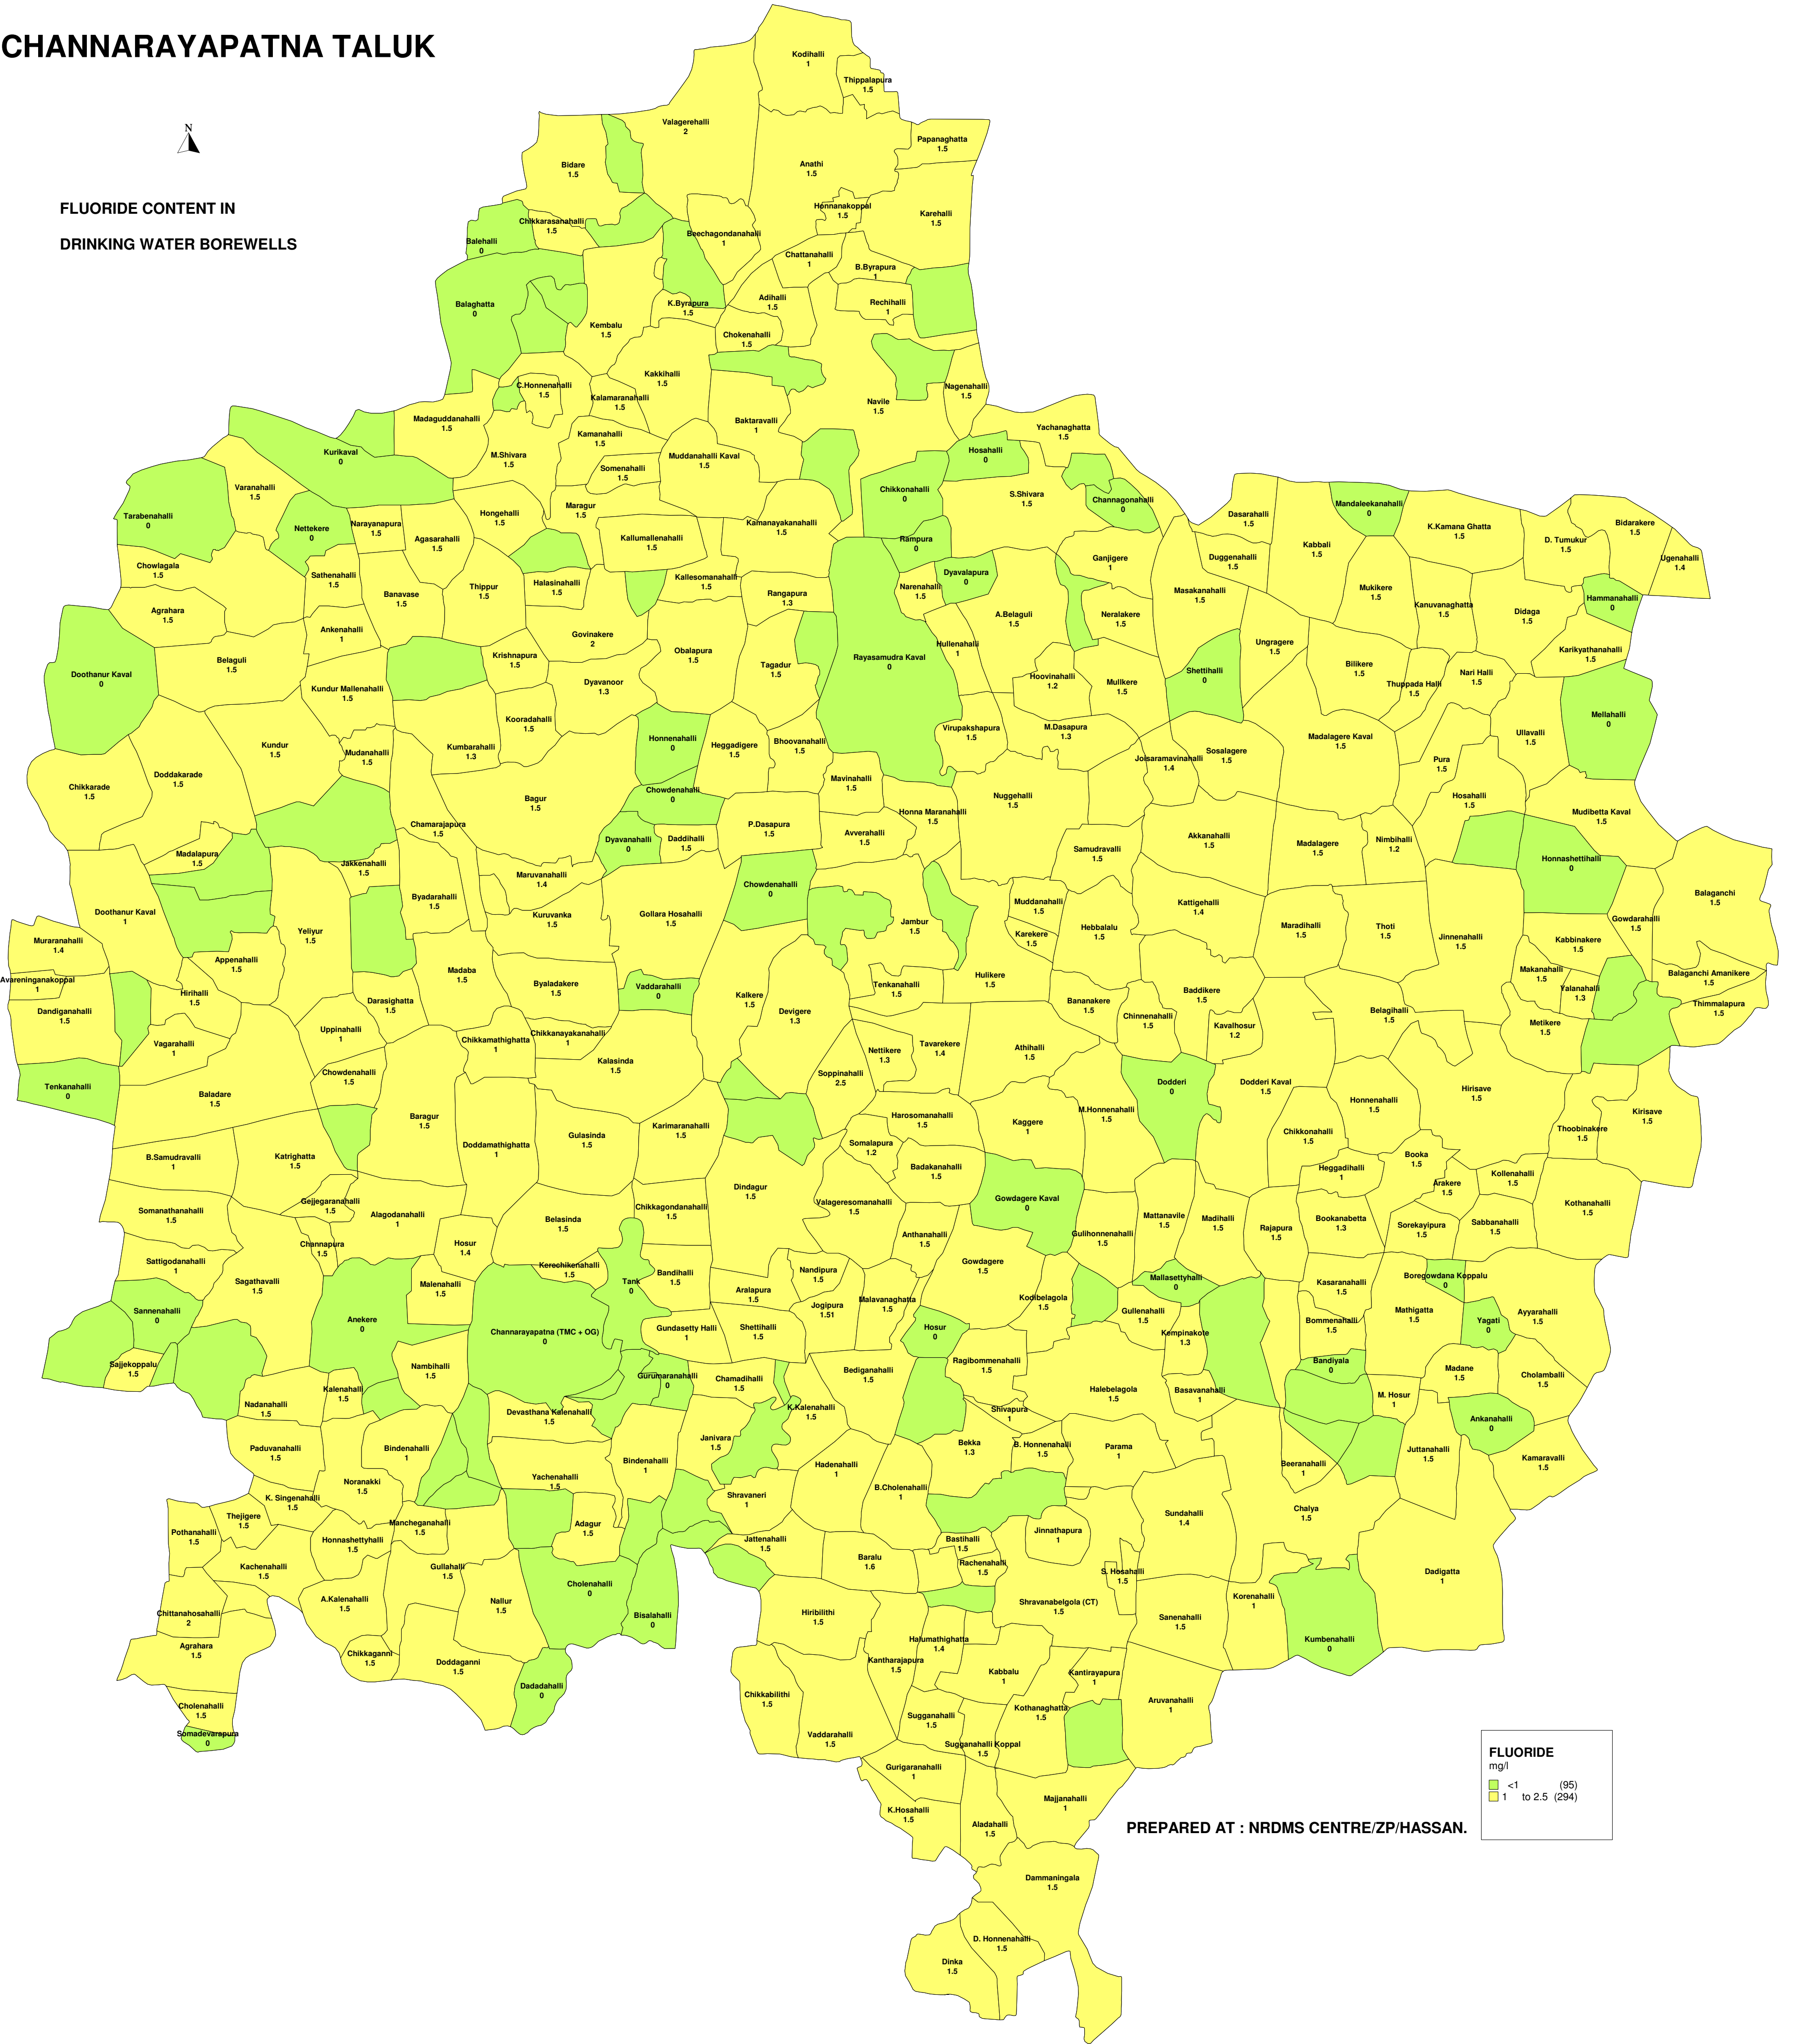 CHANNARAYAPATNA TALUK
N
FLUORIDE CONTENT IN
DRINKING WATER BOREWELLS
Kodihalli
1
Thippalapura
1.5
Valagerehalli
2
Papanaghatta
1.5
Bidare
1.5
Anathi
1.5
Honnanakoppal
1.5
Karehalli
1.5
Chikkarasanahalli
1.5
Balehalli
0
Beechagondanahalli
1
Chattanahalli
1
B.Byrapura
1
Balaghatta
0
K.Byrapura
1.5
Adihalli
1.5
Rechihalli
1
Kembalu
1.5
Chokenahalli
1.5
C.Honnenahalli
1.5
Kakkihalli
1.5
Kalamaranahalli
1.5
Navile
1.5
Nagenahalli
1.5
Madaguddanahalli
1.5
Baktaravalli
1
Yachanaghatta
1.5
Kamanahalli
1.5
Kurikaval
0
M.Shivara
1.5
Somenahalli
1.5
Muddanahalli Kaval
1.5
Hosahalli
0
Varanahalli
1.5
Chikkonahalli
0
S.Shivara
1.5
Channagonahalli
0
Tarabenahalli
0
Nettekere
0
Narayanapura
1.5
Hongehalli
1.5
Maragur
1.5
Kamanayakanahalli
1.5
Dasarahalli
1.5
Mandaleekanahalli
0
K.Kamana Ghatta
1.5
D. Tumukur
1.5
Bidarakere
1.5
Ugenahalli
1.4
Agasarahalli
1.5
Kallumallenahalli
1.5
Rampura
0
Ganjigere
1
Duggenahalli
1.5
Kabbali
1.5
Chowlagala
1.5
Sathenahalli
1.5
Banavase
1.5
Thippur
1.5
Halasinahalli
1.5
Kallesomanahalli
1.5
Rangapura
1.3
Narenahalli
1.5
Dyavalapura
0
Masakanahalli
1.5
Mukikere
1.5
Kanuvanaghatta
1.5
Didaga
1.5
Hammanahalli
0
Agrahara
1.5
Ankenahalli
1
Govinakere
2
A.Belaguli
1.5
Neralakere
1.5
Ungragere
1.5
Karikyathanahalli
1.5
Doothanur Kaval
0
Belaguli
1.5
Krishnapura
1.5
Obalapura
1.5
Tagadur
1.5
Rayasamudra Kaval
0
Hullenahalli
1
Hoovinahalli
1.2
Mullkere
1.5
Shettihalli
0
Bilikere
1.5
Thuppada Halli
1.5
Nari Halli
1.5
Kundur Mallenahalli
1.5
Dyavanoor
1.3
Mellahalli
0
Kooradahalli
1.5
Kundur
1.5
Mudanahalli
1.5
Kumbarahalli
1.3
Honnenahalli
0
Heggadigere
1.5
Bhoovanahalli
1.5
Virupakshapura
1.5
M.Dasapura
1.3
Joisaramavinahalli
1.4
Sosalagere
1.5
Madalagere Kaval
1.5
Pura
1.5
Ullavalli
1.5
Chikkarade
1.5
Doddakarade
1.5
Bagur
1.5
Chowdenahalli
0
Mavinahalli
1.5
Nuggehalli
1.5
Hosahalli
1.5
Mudibetta Kaval
1.5
Chamarajapura
1.5
Dyavanahalli
0
Daddihalli
1.5
P.Dasapura
1.5
Avverahalli
1.5
Honna Maranahalli
1.5
Samudravalli
1.5
Akkanahalli
1.5
Madalagere
1.5
Nimbihalli
1.2
Honnashettihalli
0
Madalapura
1.5
Jakkenahalli
1.5
Maruvanahalli
1.4
Chowdenahalli
0
Balaganchi
1.5
Doothanur Kaval
1
Byadarahalli
1.5
Kuruvanka
1.5
Gollara Hosahalli
1.5
Jambur
1.5
Muddanahalli
1.5
Karekere
1.5
Hebbalalu
1.5
Kattigehalli
1.4
Maradihalli
1.5
Thoti
1.5
Jinnenahalli
1.5
Gowdarahalli
1.5
Kabbinakere
1.5
Muraranahalli
1.4
Yeliyur
1.5
Appenahalli
1.5
Madaba
1.5
Avareninganakoppal
1
Hirihalli
1.5
Darasighatta
1.5
Byaladakere
1.5
Vaddarahalli
0
Kalkere
1.5
Devigere
1.3
Tenkanahalli
1.5
Hulikere
1.5
Bananakere
1.5
Baddikere
1.5
Makanahalli
1.5
Yalanahalli
1.3
Balaganchi Amanikere
1.5
Thimmalapura
1.5
Dandiganahalli
1.5
Vagarahalli
1
Uppinahalli
1
Chikkamathighatta
1
Chikkanayakanahalli
1
Chinnenahalli
1.5
Kavalhosur
1.2
Belagihalli
1.5
Metikere
1.5
Tenkanahalli
0
Baladare
1.5
Chowdenahalli
1.5
Kalasinda
1.5
Soppinahalli
2.5
Nettikere
1.3
Tavarekere
1.4
Athihalli
1.5
Dodderi
0
Dodderi Kaval
1.5
Honnenahalli
1.5
Hirisave
1.5
Kirisave
1.5
Baragur
1.5
Doddamathighatta
1
Gulasinda
1.5
Karimaranahalli
1.5
Harosomanahalli
1.5
Kaggere
1
M.Honnenahalli
1.5
Chikkonahalli
1.5
Thoobinakere
1.5
B.Samudravalli
1
Katrighatta
1.5
Somalapura
1.2
Badakanahalli
1.5
Heggadihalli
1
Booka
1.5
Arakere
1.5
Kollenahalli
1.5
Somanathanahalli
1.5
Gejjegaranahalli
1.5
Alagodanahalli
1
Belasinda
1.5
Chikkagondanahalli
1.5
Dindagur
1.5
Valageresomanahalli
1.5
Gowdagere Kaval
0
Mattanavile
1.5
Madihalli
1.5
Rajapura
1.5
Bookanabetta
1.3
Sorekayipura
1.5
Sabbanahalli
1.5
Kothanahalli
1.5
Channapura
1.5
Hosur
1.4
Anthanahalli
1.5
Gulihonnenahalli
1.5
Sattigodanahalli
1
Sagathavalli
1.5
Malenahalli
1.5
Kerechikenahalli
1.5
Tank
0
Bandihalli
1.5
Aralapura
1.5
Nandipura
1.5
Gowdagere
1.5
Mallasettyhalli
0
Kasaranahalli
1.5
Boregowdana Koppalu
0
Sannenahalli
0
Anekere
0
Channarayapatna (TMC + OG)
0
Gundasetty Halli
1
Shettihalli
1.5
Jogipura
1.51
Malavanaghatta
1.5
Kodibelagola
1.5
Gullenahalli
1.5
Bommenahalli
1.5
Mathigatta
1.5
Yagati
0
Ayyarahalli
1.5
Hosur
0
Kempinakote
1.3
Sajjekoppalu
1.5
Nambihalli
1.5
Gurumaranahalli
0
Chamadihalli
1.5
Bediganahalli
1.5
Ragibommenahalli
1.5
Bandiyala
0
Madane
1.5
Cholamballi
1.5
Nadanahalli
1.5
Kalenahalli
1.5
Devasthana Kalenahalli
1.5
K.Kalenahalli
1.5
Shivapura
1
Halebelagola
1.5
Basavanahalli
1
M. Hosur
1
Ankanahalli
0
Paduvanahalli
1.5
Bindenahalli
1
Janivara
1.5
Bekka
1.3
B. Honnenahalli
1.5
Parama
1
Beeranahalli
1
Juttanahalli
1.5
Kamaravalli
1.5
Noranakki
1.5
Yachenahalli
1.5
Bindenahalli
1
Hadenahalli
1
B.Cholenahalli
1
K. Singenahalli
1.5
Shravaneri
1
Chalya
1.5
Pothanahalli
1.5
Thejigere
1.5
Honnashettyhalli
1.5
Mancheganahalli
1.5
Adagur
1.5
Jattenahalli
1.5
Bastihalli
1.5
Jinnathapura
1
Sundahalli
1.4
Kachenahalli
1.5
Gullahalli
1.5
Baralu
1.6
Rachenahalli
1.5
S. Hosahalli
1.5
Dadigatta
1
Chittanahosahalli
2
A.Kalenahalli
1.5
Nallur
1.5
Cholenahalli
0
Bisalahalli
0
Hiribilithi
1.5
Shravanabelgola (CT)
1.5
Sanenahalli
1.5
Korenahalli
1
Kumbenahalli
0
Agrahara
1.5
Chikkaganni
1.5
Doddaganni
1.5
Halumathighatta
1.4
Kantharajapura
1.5
Kabbalu
1
Kantirayapura
1
Cholenahalli
1.5
Somadevarapura
0
Dadadahalli
0
Chikkabilithi
1.5
Vaddarahalli
1.5
Sugganahalli
1.5
Kothanaghatta
1.5
Aruvanahalli
1
Sugganahalli Koppal
1.5
Gurigaranahalli
1
K.Hosahalli
1.5
Aladahalli
1.5
Majjanahalli
1
Dammaningala
1.5
D. Honnenahalli
1.5
Dinka
1.5
FLUORIDE
mg/l
<1 (95)
1 to 2.5 (294)
PREPARED AT : NRDMS CENTRE/ZP/HASSAN.